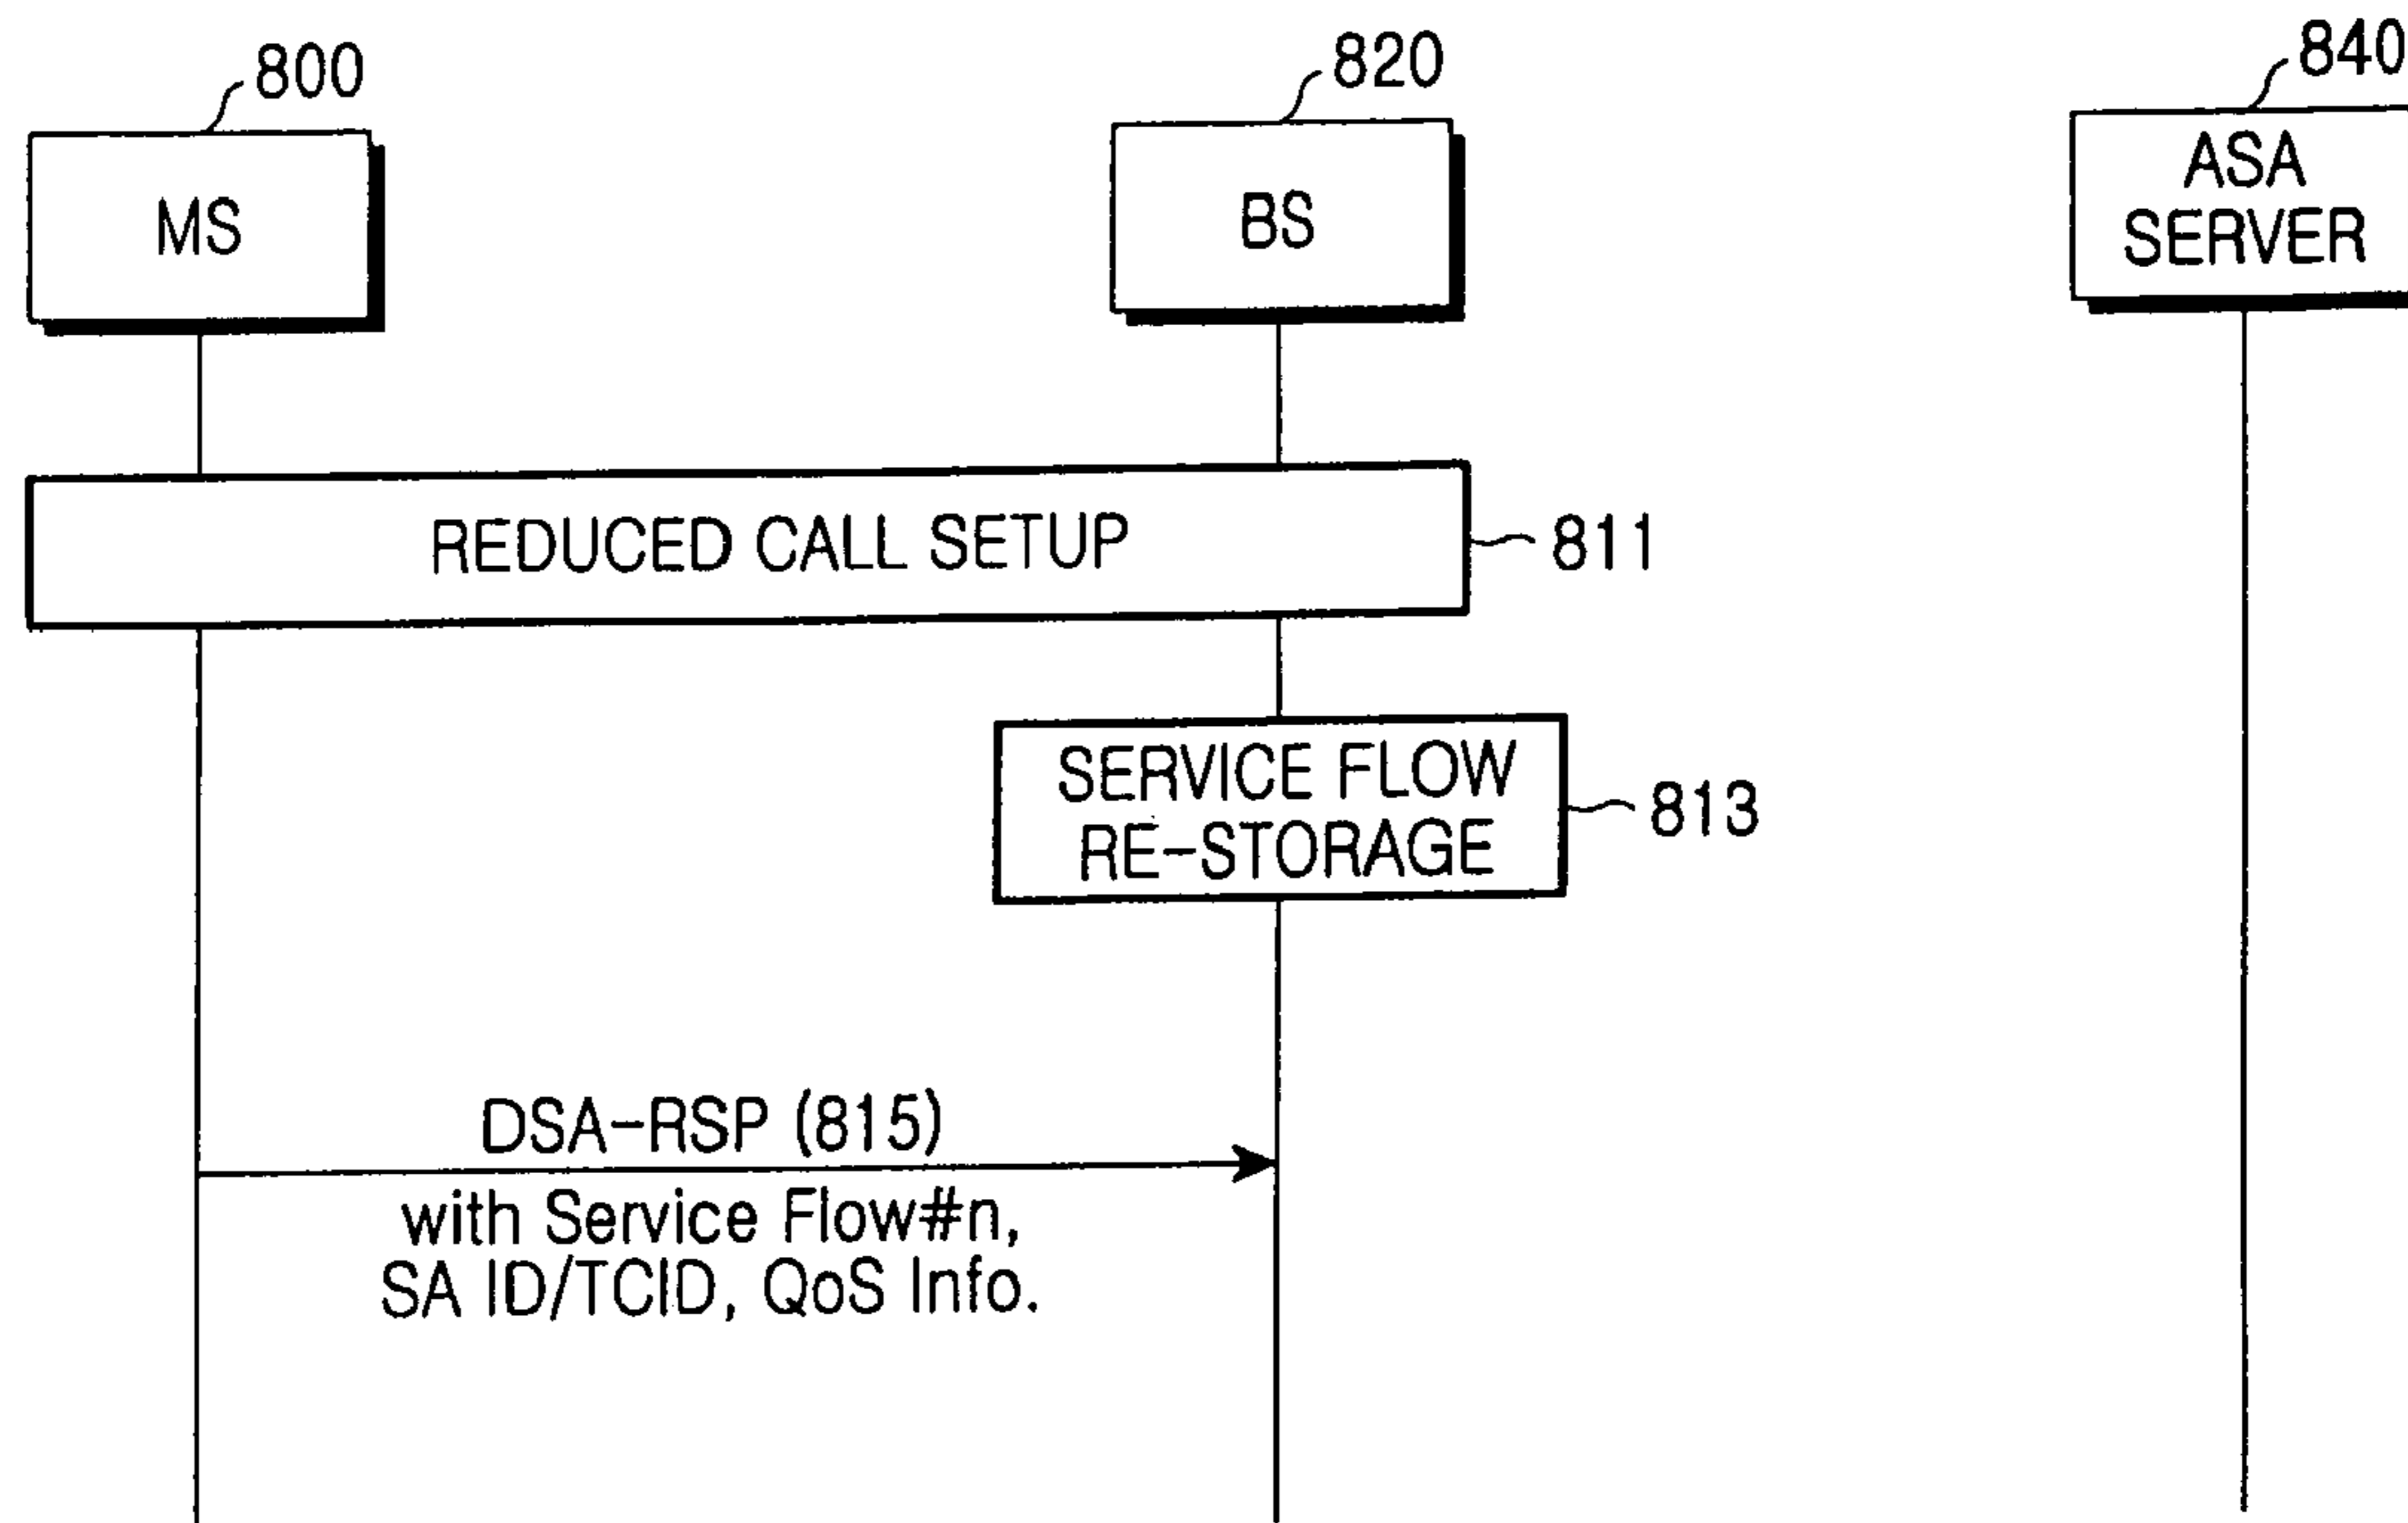 800
820
840
MS
BS
ASA
SERVER
REDUCED CALL SETUP
811
SERVICE FLOW
RE-STORAGE
813
DSA-RSP (815)
with Service Flow#n,
SA ID/TCID, QoS Info.